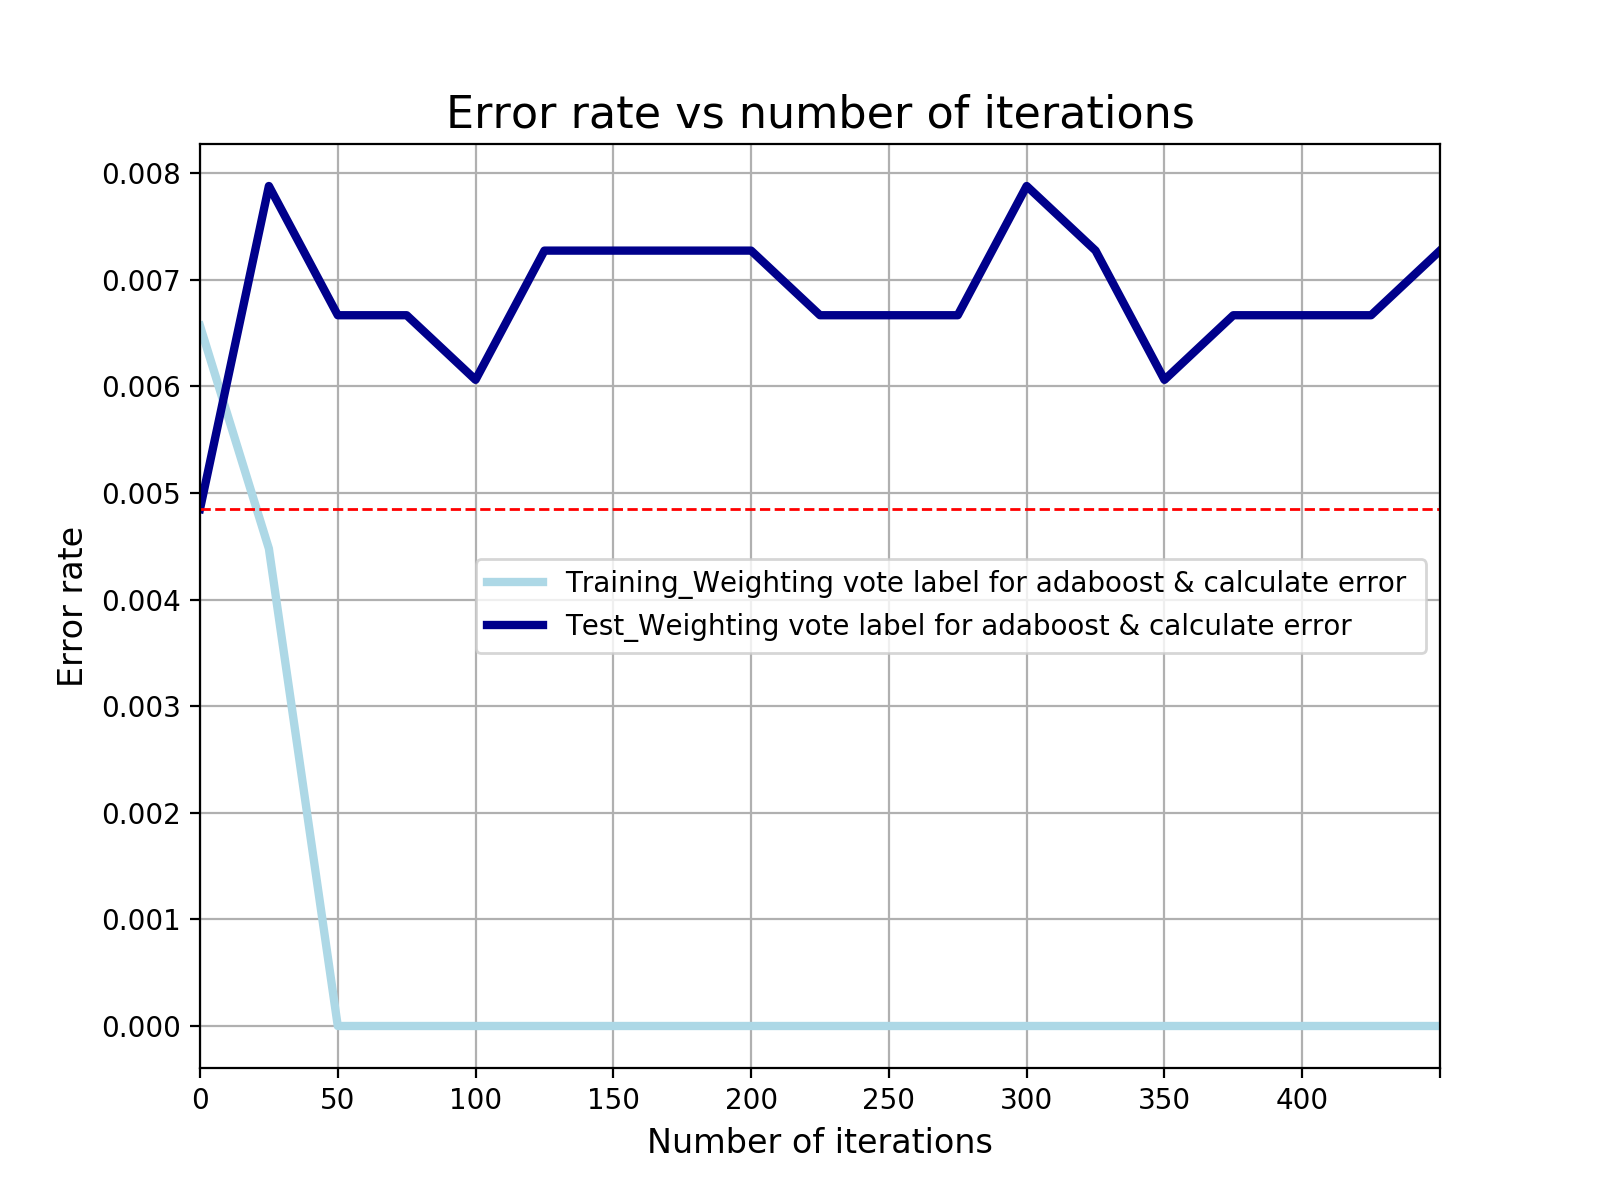 Error rate vs number of iterations
0.008
0.007
0.006
0.005
0.004
0.003
0.002
0.001
0.000
Error rate
Training_Weighting vote label for adaboost & calculate error
Test_Weighting vote label for adaboost & calculate error
0 50 100 150 200 250 300 350 400
Number of iterations